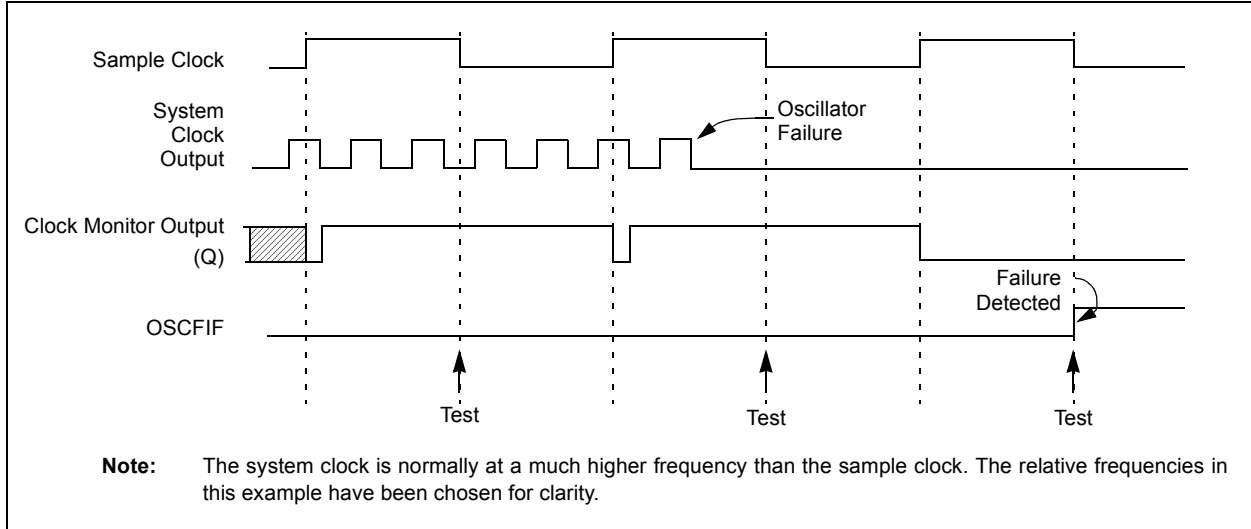 Sample Clock
System
Clock
Output
Oscillator
Failure
Clock Monitor Output
(Q)
Failure
Detected
OSCFIF
Test
Test
Test
Note: The system clock is normally at a much higher frequency than the sample clock. The relative frequencies in
this example have been chosen for clarity.